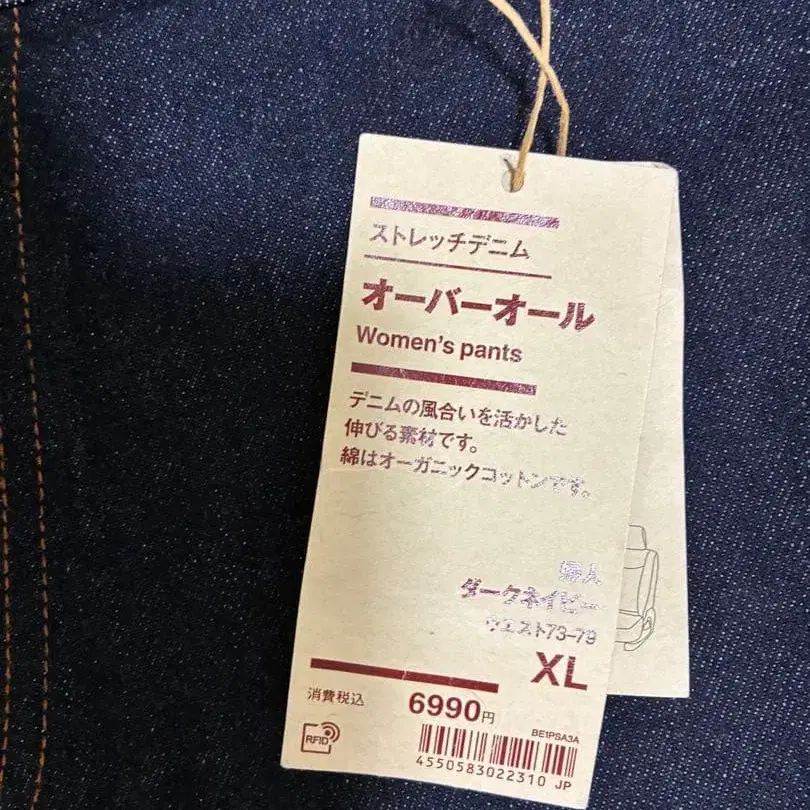 ストレッチデニム
オーバーオール
Women's pants
デニムの風合いを活かした
伸びる素材です。
綿はオーガニックコットンです。
婦人
ダークネイビー
ウエスト73-79
XL
消費税込 6990円
RFID
BE1PSA3A
4550583022310 JP